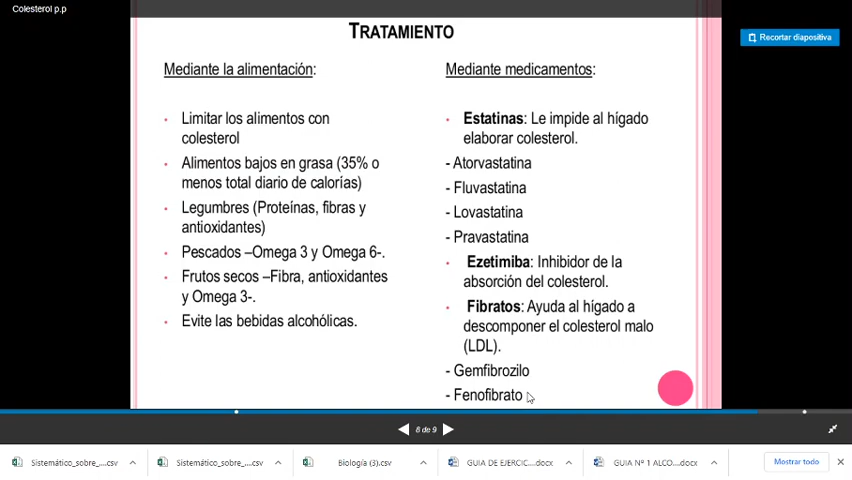 Colesterol p.p
TRATAMIENTO
Recortar diapositiva
Mediante la alimentación:
Limitar los alimentos con
colesterol
Alimentos bajos en grasa (35% o
menos total diario de calorías)
Legumbres (Proteínas, fibras y
antioxidantes)
Pescados –Omega 3 y Omega 6-.
Frutos secos –Fibra, antioxidantes
y Omega 3-.
Evite las bebidas alcohólicas.
Mediante medicamentos:
Estatinas: Le impide al hígado
elaborar colesterol.
- Atorvastatina
- Fluvastatina
- Lovastatina
- Pravastatina
Ezetimiba: Inhibidor de la
absorción del colesterol.
Fibratos: Ayuda al hígado a
descomponer el colesterol malo
(LDL).
- Gemfibrozilo
- Fenofibrato
8 de 9
Sistemático_sobre_....csv
Sistemático_sobre_....csv
Biología (3).csv
GUIA DE EJERCIC....docx
GUIA Nº 1 ALCO....docx
Mostrar todo